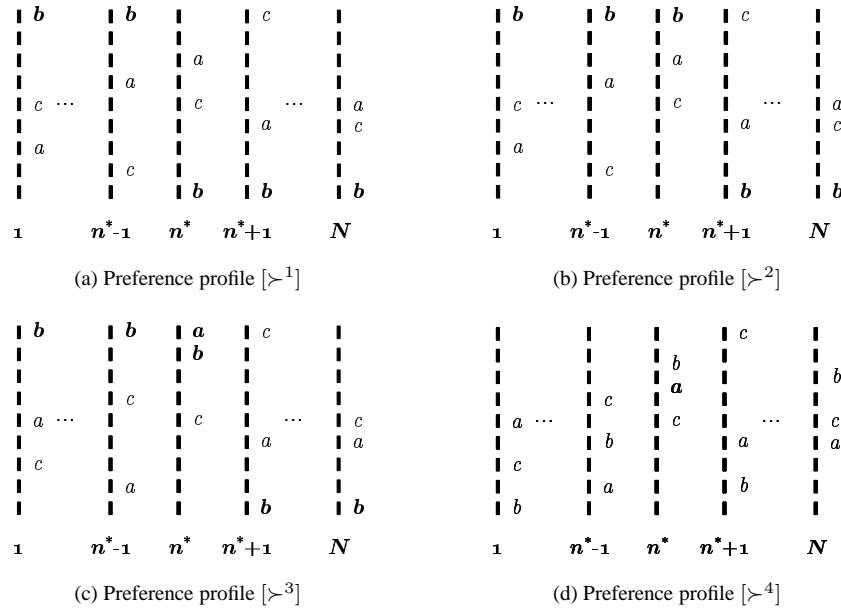 b b c
a
a
c ... c ... a
a c
a
c
b b b
1 n*-1 n* n*+1 N
(a) Preference profile [≻¹]
b b b c
a
a
c ... c ... a
a c
a
c
b b
1 n*-1 n* n*+1 N
(b) Preference profile [≻²]
b b a c
b
c
a ... c ... c
a a
c
a
b b
1 n*-1 n* n*+1 N
(c) Preference profile [≻³]
c
b
b
a
c
a ... c ... c
b a a
c
a b
b
1 n*-1 n* n*+1 N
(d) Preference profile [≻⁴]